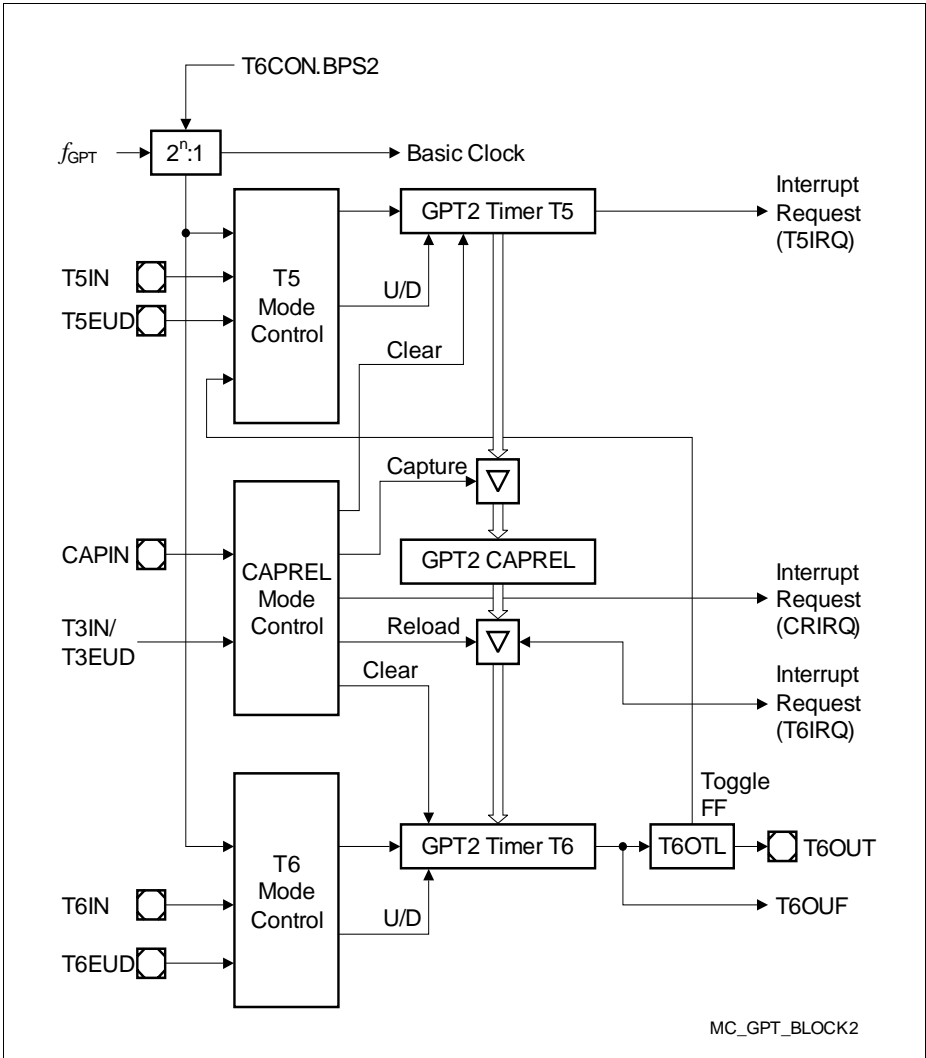 T6CON.BPS2
fGPT
2ⁿ:1
Basic Clock
Interrupt
Request
(T5IRQ)
GPT2 Timer T5
T5IN
T5EUD
T5
Mode
Control
U/D
Clear
Capture
CAPIN
T3IN/
T3EUD
CAPREL
Mode
Control
GPT2 CAPREL
Interrupt
Request
(CRIRQ)
Reload
Clear
Interrupt
Request
(T6IRQ)
Toggle
FF
T6IN
T6EUD
T6
Mode
Control
GPT2 Timer T6
T6OTL
T6OUT
U/D
T6OUF
MC_GPT_BLOCK2